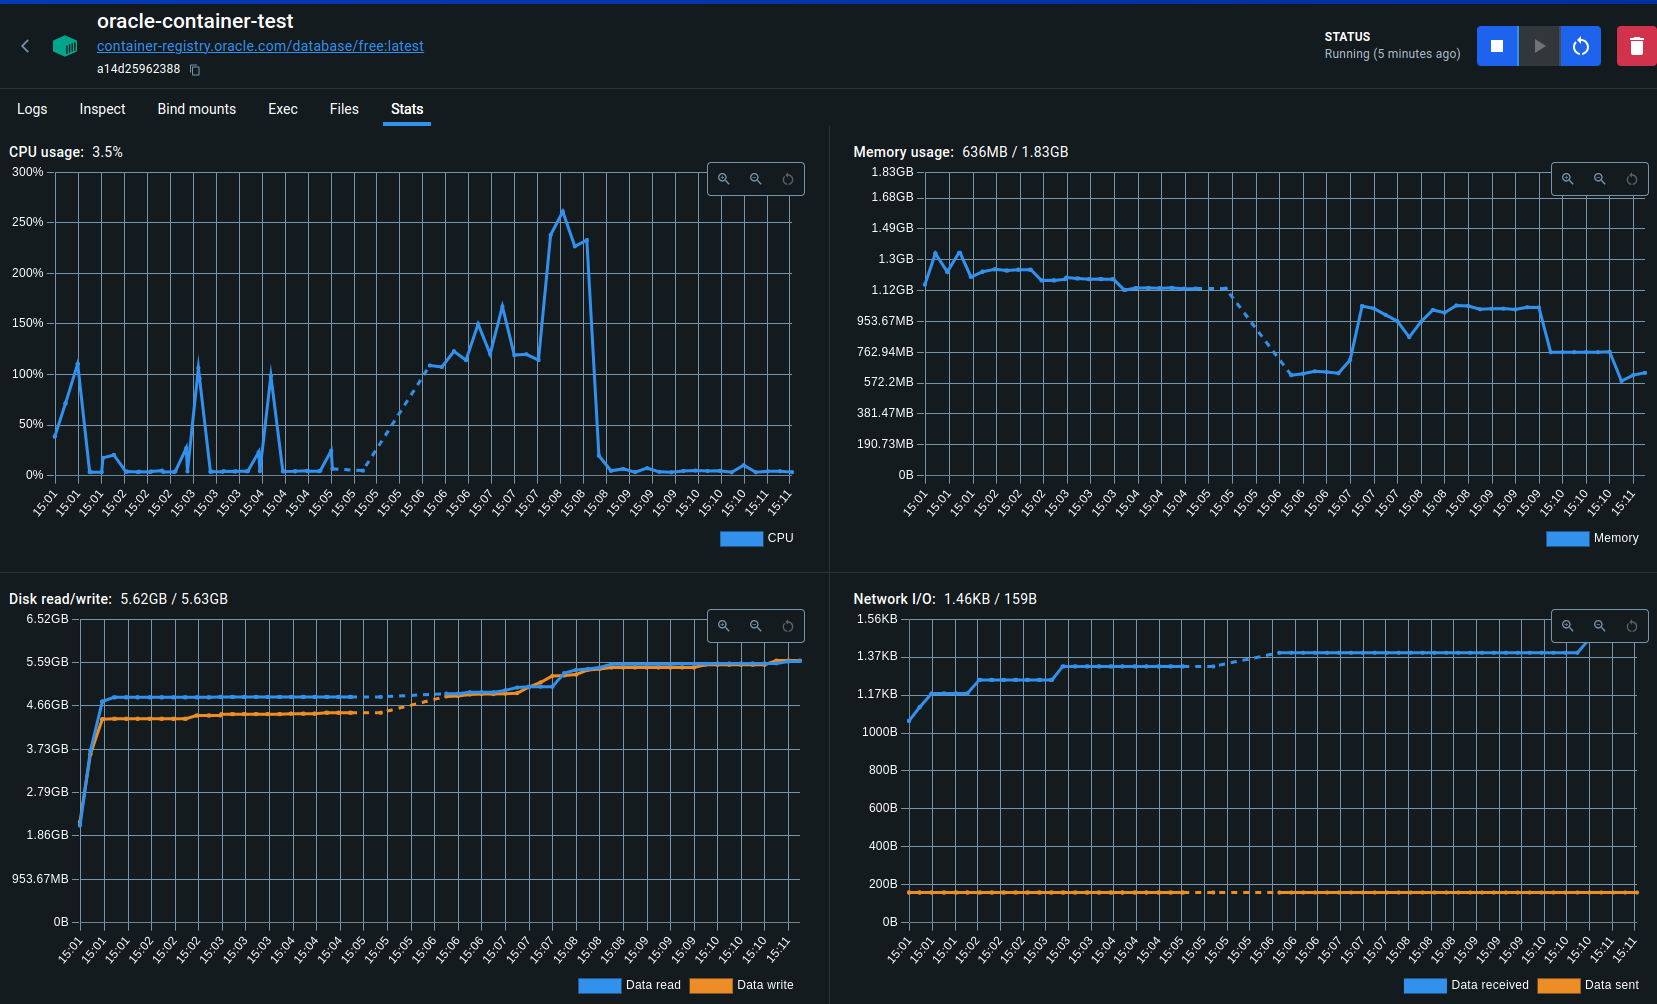 oracle-container-test
container-registry.oracle.com/database/free:latest
a14d25962388
STATUS
Running (5 minutes ago)
Logs Inspect Bind mounts Exec Files Stats
CPU usage: 3.5%
300%
250%
200%
150%
100%
50%
0%
15:01 15:01 15:01 15:02 15:02 15:02 15:03 15:03 15:03 15:04 15:04 15:04 15:05 15:05 15:05 15:05 15:06 15:06 15:06 15:07 15:07 15:07 15:08 15:08 15:08 15:09 15:09 15:09 15:10 15:10 15:10 15:11 15:11
CPU
Memory usage: 636MB / 1.83GB
1.83GB
1.68GB
1.49GB
1.3GB
1.12GB
953.67MB
762.94MB
572.2MB
381.47MB
190.73MB
0B
15:01 15:01 15:01 15:02 15:02 15:02 15:03 15:03 15:03 15:04 15:04 15:04 15:05 15:05 15:05 15:06 15:06 15:06 15:07 15:07 15:07 15:08 15:08 15:08 15:09 15:09 15:09 15:10 15:10 15:10 15:11
Memory
Disk read/write: 5.62GB / 5.63GB
6.52GB
5.59GB
4.66GB
3.73GB
2.79GB
1.86GB
953.67MB
0B
15:01 15:01 15:01 15:02 15:02 15:02 15:03 15:03 15:03 15:04 15:04 15:04 15:05 15:05 15:05 15:06 15:06 15:06 15:07 15:07 15:07 15:08 15:08 15:08 15:09 15:09 15:09 15:10 15:10 15:10 15:11
Data read Data write
Network I/O: 1.46KB / 159B
1.56KB
1.37KB
1.17KB
1000B
800B
600B
400B
200B
0B
15:01 15:01 15:01 15:02 15:02 15:02 15:03 15:03 15:03 15:04 15:04 15:04 15:05 15:05 15:05 15:05 15:06 15:06 15:06 15:07 15:07 15:07 15:08 15:08 15:08 15:09 15:09 15:09 15:10 15:10 15:10 15:11 15:11
Data received Data sent